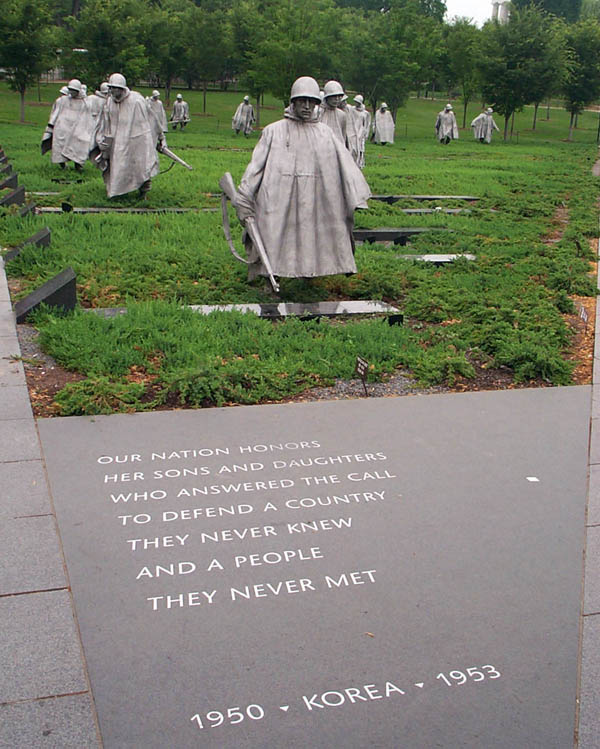 OUR NATION HONORS
HER SONS AND DAUGHTERS
WHO ANSWERED THE CALL
TO DEFEND A COUNTRY
THEY NEVER KNEW
AND A PEOPLE
THEY NEVER MET
1950 ▾ KOREA ▾ 1953